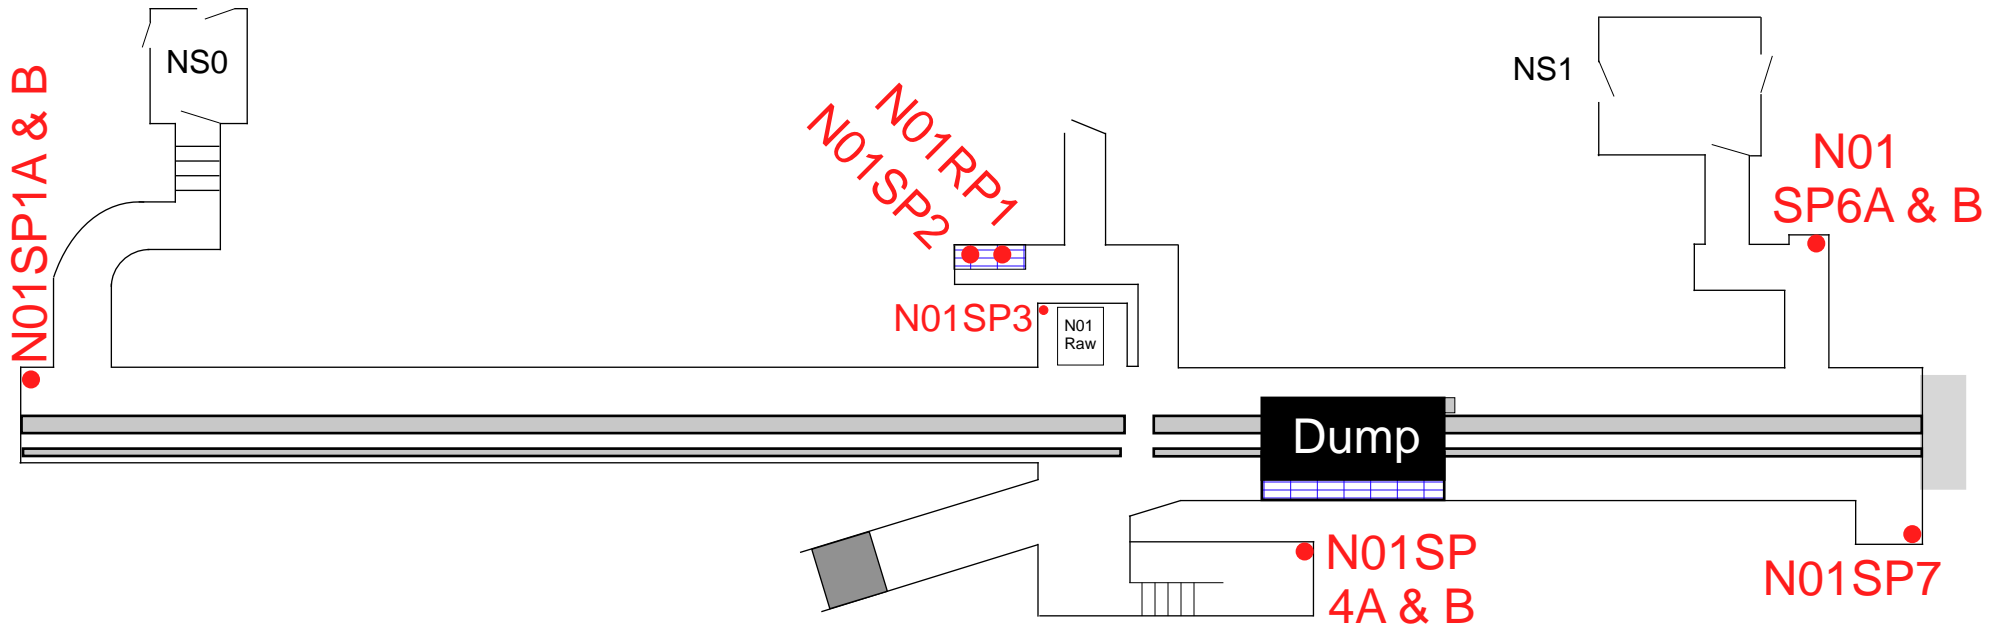 NS0
NS1
N01SP1A & B
N01RP1
N01SP2
N01
SP6A & B
N01SP3
N01
Raw
Dump
N01SP
4A & B
N01SP7